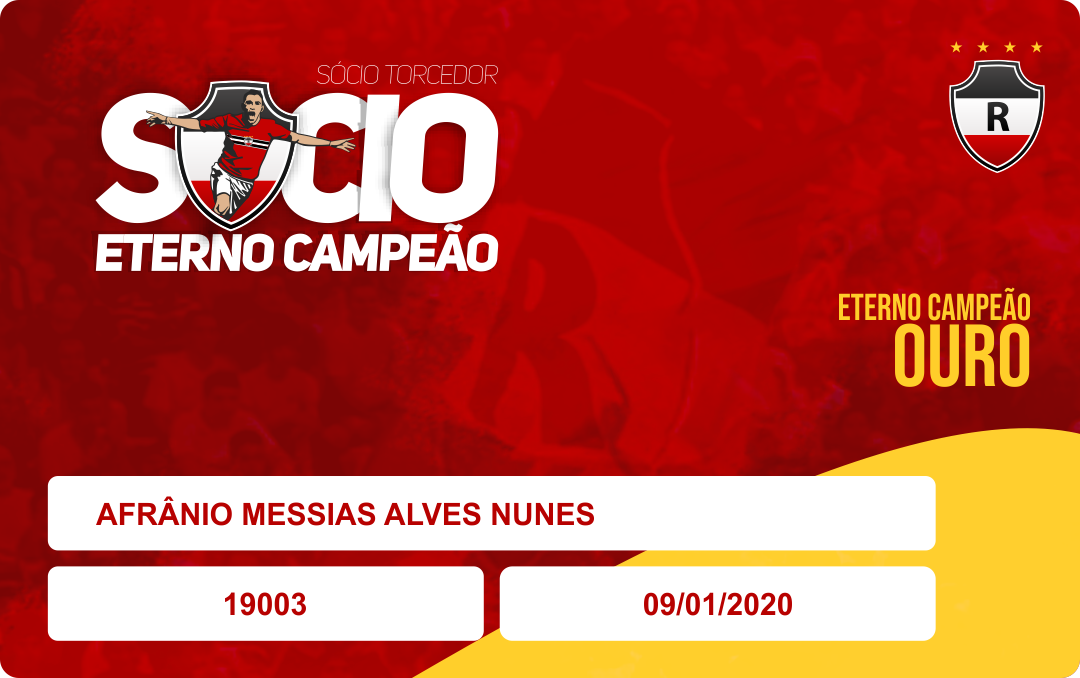 SÓCIO TORCEDOR
SÓCIO
ETERNO CAMPEÃO
R
ETERNO CAMPEÃO
OURO
AFRÂNIO MESSIAS ALVES NUNES
19003
09/01/2020